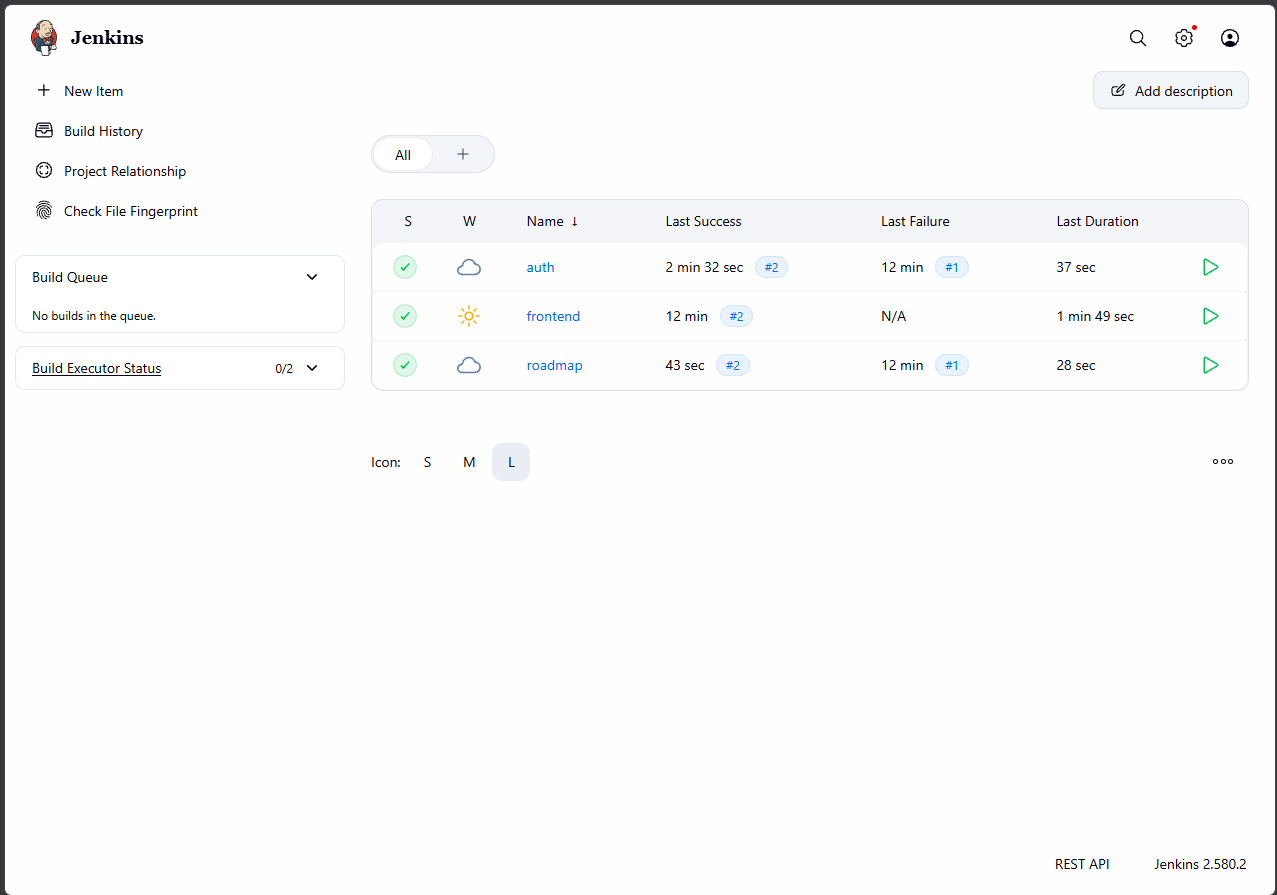 Jenkins
New Item
Build History
Project Relationship
Check File Fingerprint
Build Queue
No builds in the queue.
Build Executor Status 0/2
Add description
All
S W Name ↓ Last Success Last Failure Last Duration
auth 2 min 32 sec #2 12 min #1 37 sec
frontend 12 min #2 N/A 1 min 49 sec
roadmap 43 sec #2 12 min #1 28 sec
Icon: S M L
REST API Jenkins 2.580.2